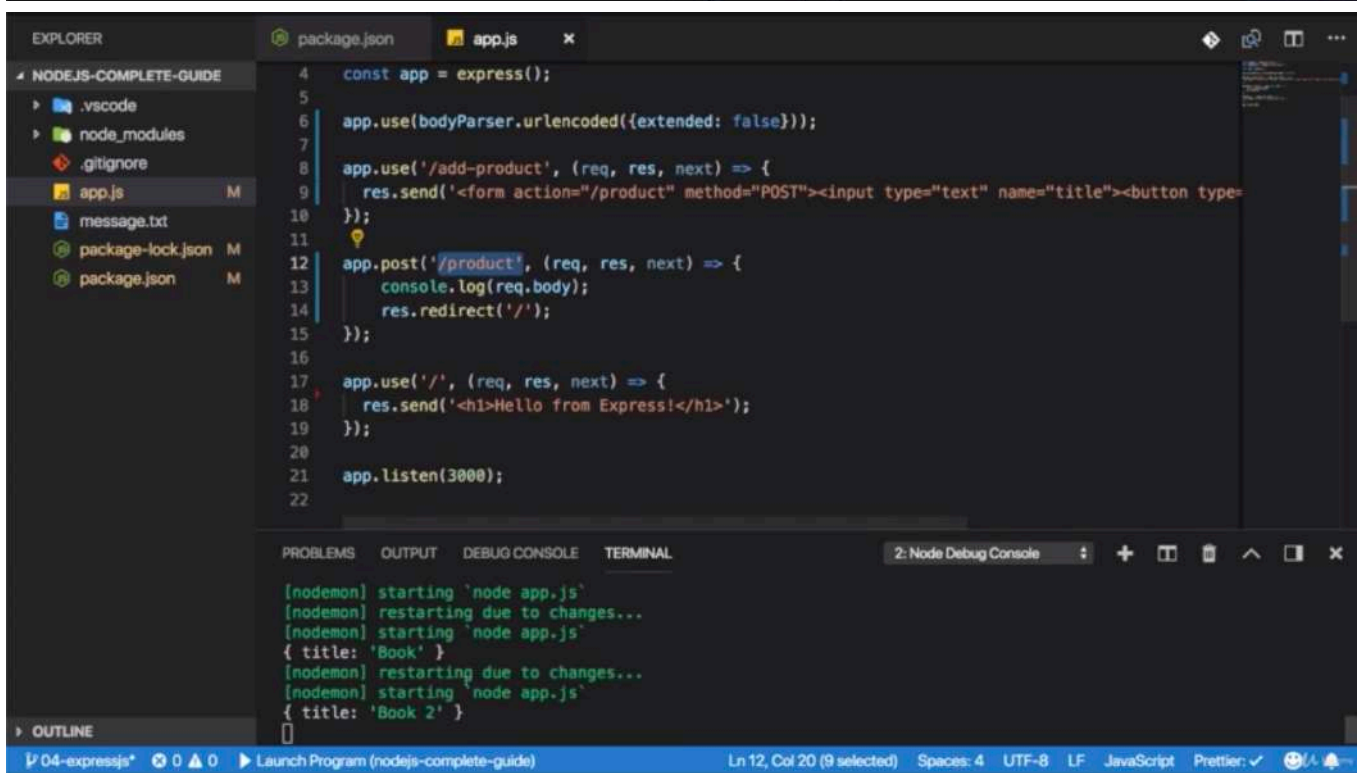 EXPLORER
package.json
app.js
NODEJS-COMPLETE-GUIDE
.vscode
node_modules
.gitignore
app.js M
message.txt
package-lock.json M
package.json M
OUTLINE
4 const app = express();
5
6 app.use(bodyParser.urlencoded({extended: false}));
7
8 app.use('/add-product', (req, res, next) => {
9 res.send('<form action="/product" method="POST"><input type="text" name="title"><button type=
10 });
11
12 app.post('/product', (req, res, next) => {
13 console.log(req.body);
14 res.redirect('/');
15 });
16
17 app.use('/', (req, res, next) => {
18 res.send('<h1>Hello from Express!</h1>');
19 });
20
21 app.listen(3000);
22
PROBLEMS OUTPUT DEBUG CONSOLE TERMINAL 2: Node Debug Console
[nodemon] starting `node app.js`
[nodemon] restarting due to changes...
[nodemon] starting `node app.js`
{ title: 'Book' }
[nodemon] restarting due to changes...
[nodemon] starting `node app.js`
{ title: 'Book 2' }
04-expressjs* 0 0 Launch Program (nodejs-complete-guide) Ln 12, Col 20 (9 selected) Spaces: 4 UTF-8 LF JavaScript Prettier: ✓